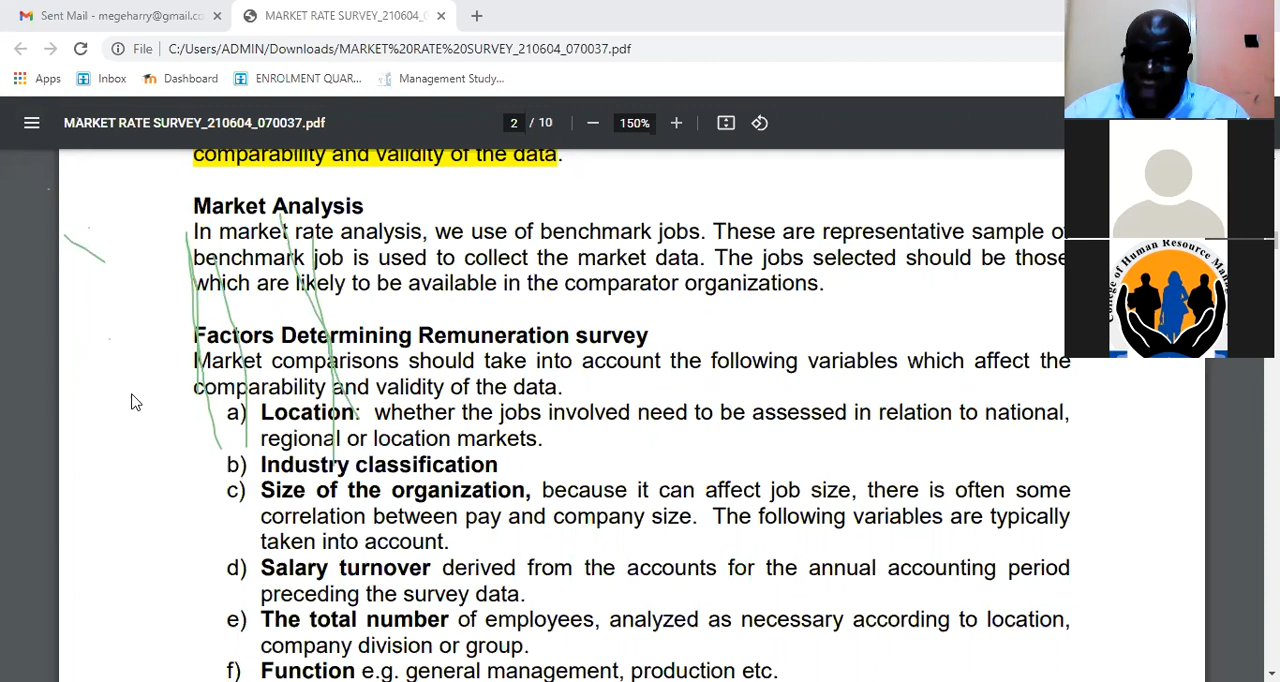 Sent Mail - megeharry@gmail.cc
MARKET RATE SURVEY_210604_0
File C:/Users/ADMIN/Downloads/MARKET%20RATE%20SURVEY_210604_070037.pdf
Apps Inbox Dashboard ENROLMENT QUAR... Management Study...
MARKET RATE SURVEY_210604_070037.pdf 2 / 10 150%
comparability and validity of the data.
Market Analysis
In market rate analysis, we use of benchmark jobs. These are representative sample of
benchmark job is used to collect the market data. The jobs selected should be those
which are likely to be available in the comparator organizations.
Factors Determining Remuneration survey
Market comparisons should take into account the following variables which affect the
comparability and validity of the data.
a) Location: whether the jobs involved need to be assessed in relation to national,
regional or location markets.
b) Industry classification
c) Size of the organization, because it can affect job size, there is often some
correlation between pay and company size. The following variables are typically
taken into account.
d) Salary turnover derived from the accounts for the annual accounting period
preceding the survey data.
e) The total number of employees, analyzed as necessary according to location,
company division or group.
f) Function e.g. general management, production etc.
College of Human Resource Mana